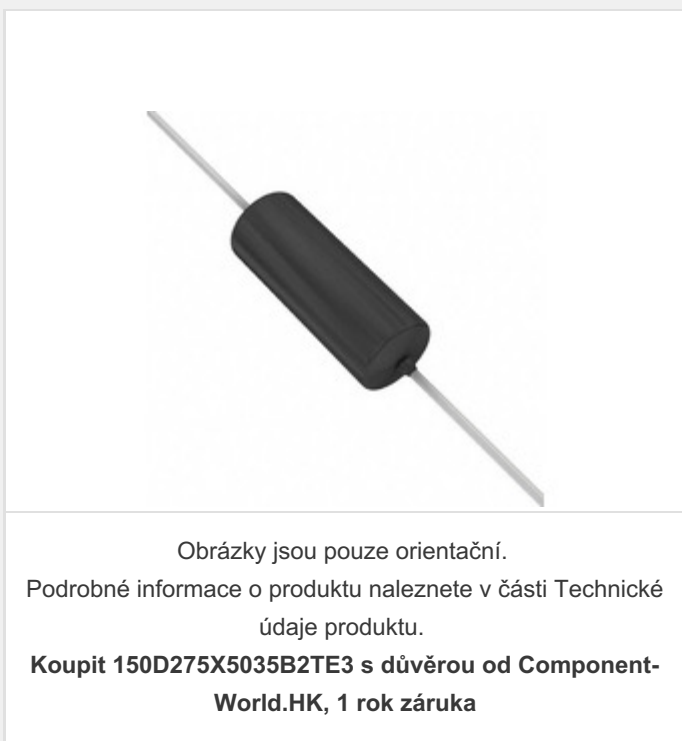 Obrázky jsou pouze orientační.
Podrobné informace o produktu naleznete v části Technické
údaje produktu.
Koupit 150D275X5035B2TE3 s důvěrou od Component-
World.HK, 1 rok záruka